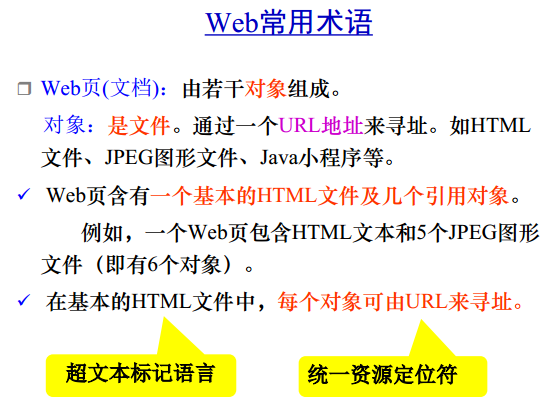 Web常用术语
Web页(文档)：由若干对象组成。
对象：是文件。通过一个URL地址来寻址。如HTML
文件、JPEG图形文件、Java小程序等。
Web页含有一个基本的HTML文件及几个引用对象。
例如，一个Web页包含HTML文本和5个JPEG图形
文件（即有6个对象）。
在基本的HTML文件中，每个对象可由URL来寻址。
超文本标记语言
统一资源定位符